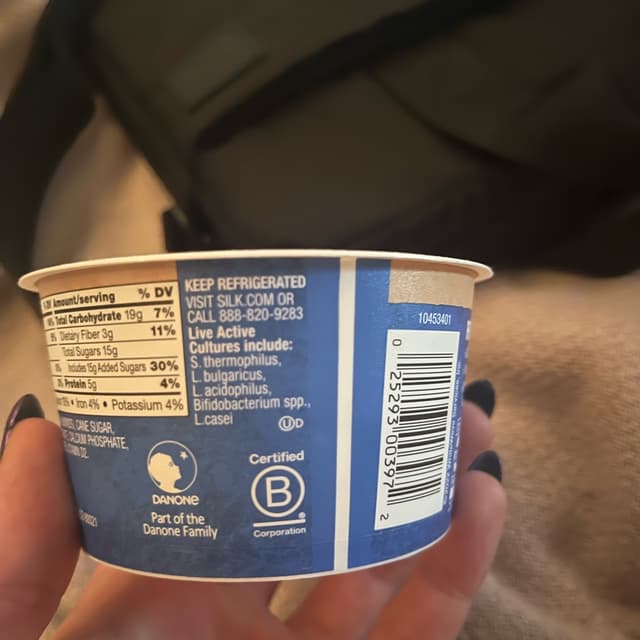 Amount/serving % DV
Total Carbohydrate 19g 7%
Dietary Fiber 3g 11%
Total Sugars 15g
Includes 15g Added Sugars 30%
Protein 5g 4%
Iron 4% • Potassium 4%
CANE SUGAR,
CALCIUM PHOSPHATE,
KEEP REFRIGERATED
VISIT SILK.COM OR
CALL 888-820-9283
Live Active
Cultures include:
S. thermophilus,
L. bulgaricus,
L. acidophilus,
Bifidobacterium spp.,
L.casei
U D
DANONE
Part of the
Danone Family
Certified
B
Corporation
10453401
0 25293 00397 2